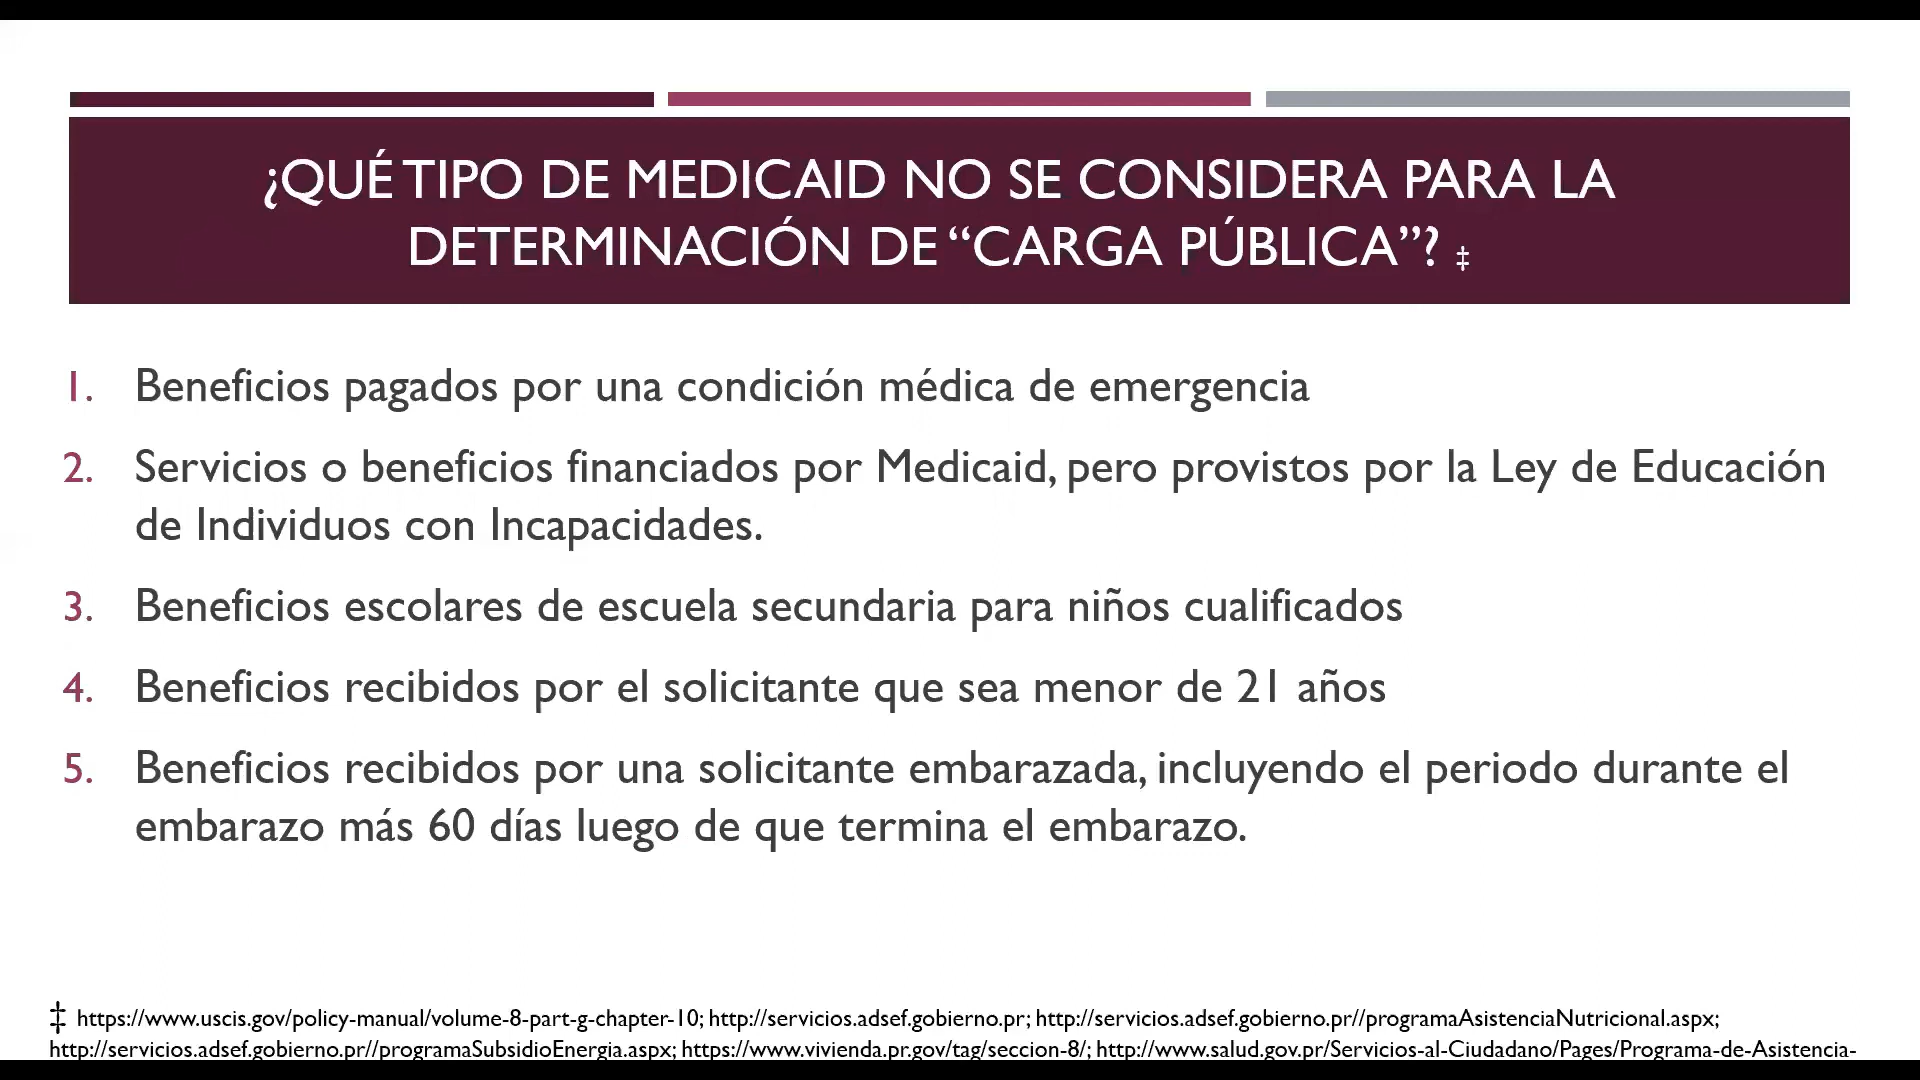 ¿QUÉ TIPO DE MEDICAID NO SE CONSIDERA PARA LA
DETERMINACIÓN DE “CARGA PÚBLICA”? ‡
1. Beneficios pagados por una condición médica de emergencia
2. Servicios o beneficios financiados por Medicaid, pero provistos por la Ley de Educación
de Individuos con Incapacidades.
3. Beneficios escolares de escuela secundaria para niños cualificados
4. Beneficios recibidos por el solicitante que sea menor de 21 años
5. Beneficios recibidos por una solicitante embarazada, incluyendo el periodo durante el
embarazo más 60 días luego de que termina el embarazo.
‡ https://www.uscis.gov/policy-manual/volume-8-part-g-chapter-10; http://servicios.adsef.gobierno.pr; http://servicios.adsef.gobierno.pr//programaAsistenciaNutricional.aspx;
http://servicios.adsef.gobierno.pr//programaSubsidioEnergia.aspx; https://www.vivienda.pr.gov/tag/seccion-8/; http://www.salud.gov.pr/Servicios-al-Ciudadano/Pages/Programa-de-Asistencia-